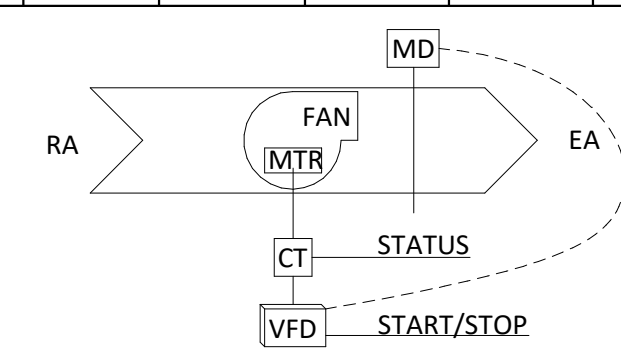 MD
FAN
RA
EA
MTR
CT
STATUS
VFD
START/STOP